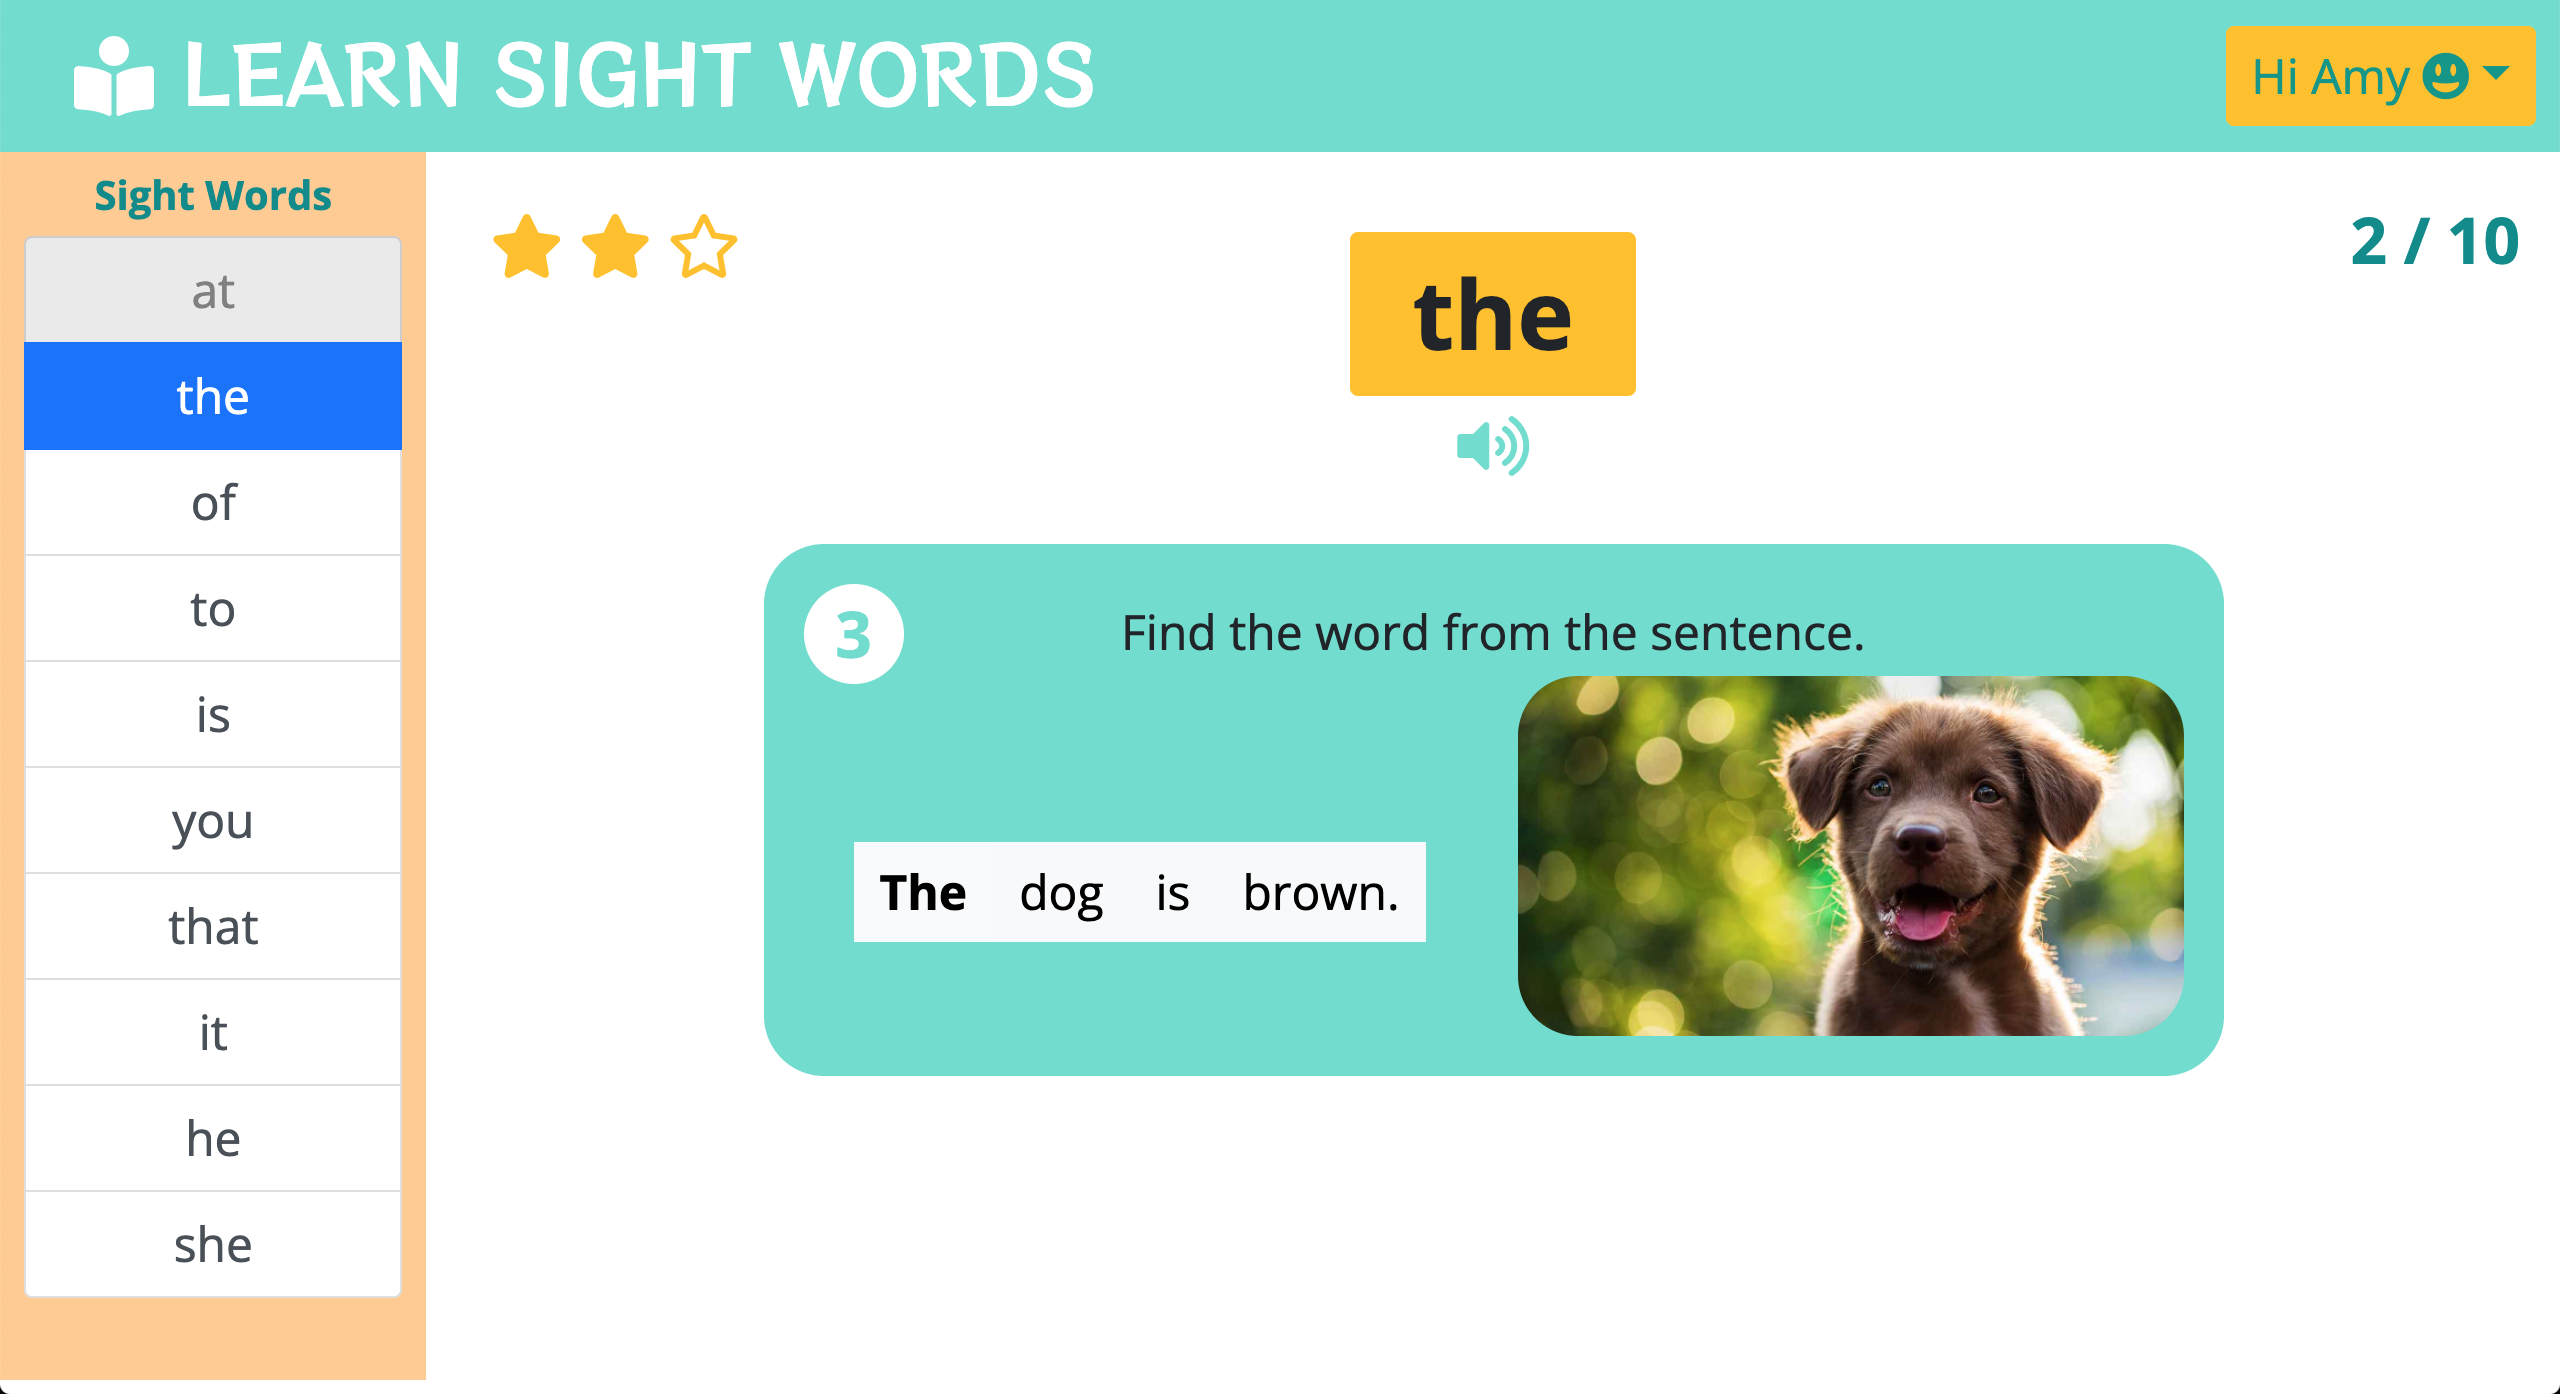 LEARN SIGHT WORDS
Hi Amy
Sight Words
at
the
of
to
is
you
that
it
he
she
2 / 10
the
3
Find the word from the sentence.
The dog is brown.